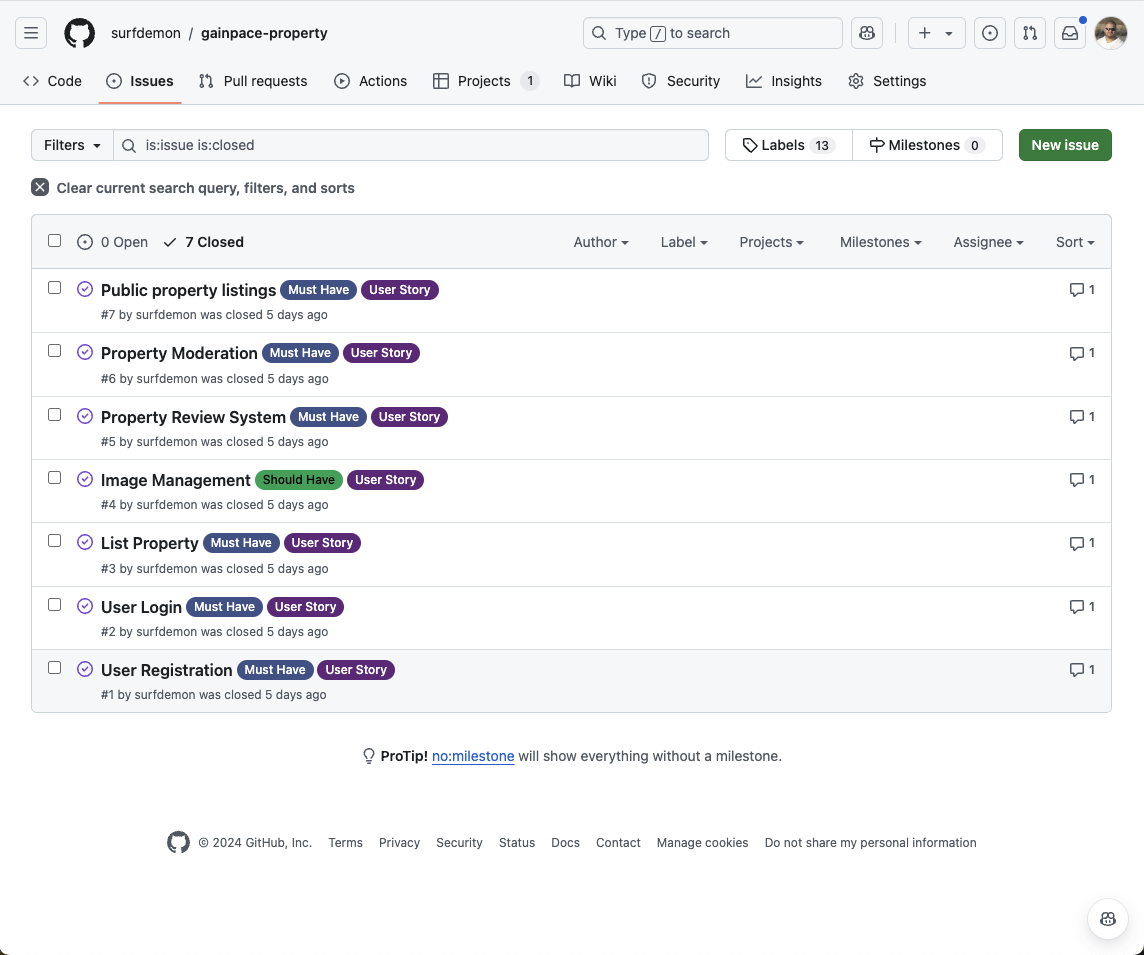 surfdemon / gainpace-property
Type / to search
Code
Issues
Pull requests
Actions
Projects 1
Wiki
Security
Insights
Settings
Filters
is:issue is:closed
Labels 13
Milestones 0
New issue
Clear current search query, filters, and sorts
0 Open
7 Closed
Author
Label
Projects
Milestones
Assignee
Sort
Public property listings Must Have User Story 1
#7 by surfdemon was closed 5 days ago
Property Moderation Must Have User Story 1
#6 by surfdemon was closed 5 days ago
Property Review System Must Have User Story 1
#5 by surfdemon was closed 5 days ago
Image Management Should Have User Story 1
#4 by surfdemon was closed 5 days ago
List Property Must Have User Story 1
#3 by surfdemon was closed 5 days ago
User Login Must Have User Story 1
#2 by surfdemon was closed 5 days ago
User Registration Must Have User Story 1
#1 by surfdemon was closed 5 days ago
ProTip! no:milestone will show everything without a milestone.
© 2024 GitHub, Inc. Terms Privacy Security Status Docs Contact Manage cookies Do not share my personal information